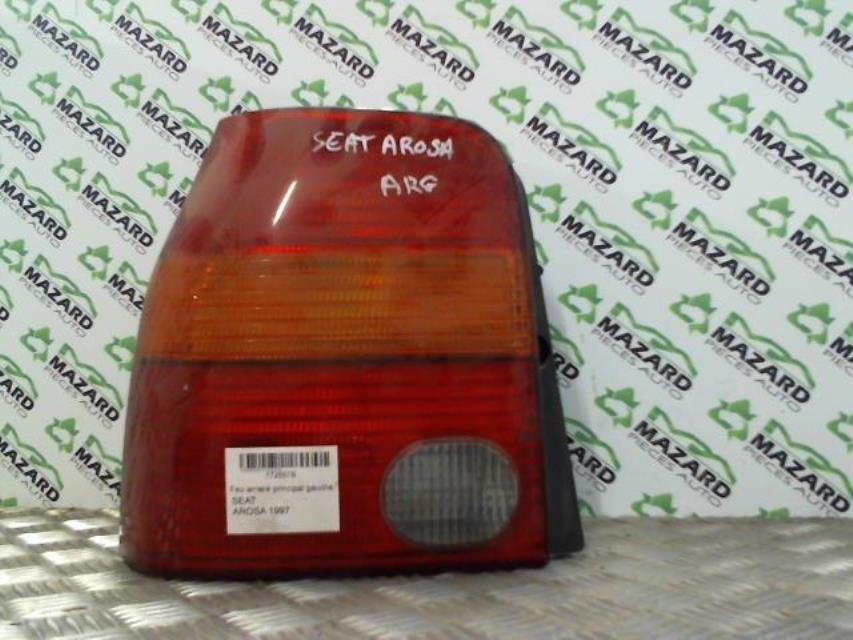 SEAT AROSA
ARG
Feu arriere principal gauche
SEAT
AROSA 1997
MAZARD
PIECES AUTO